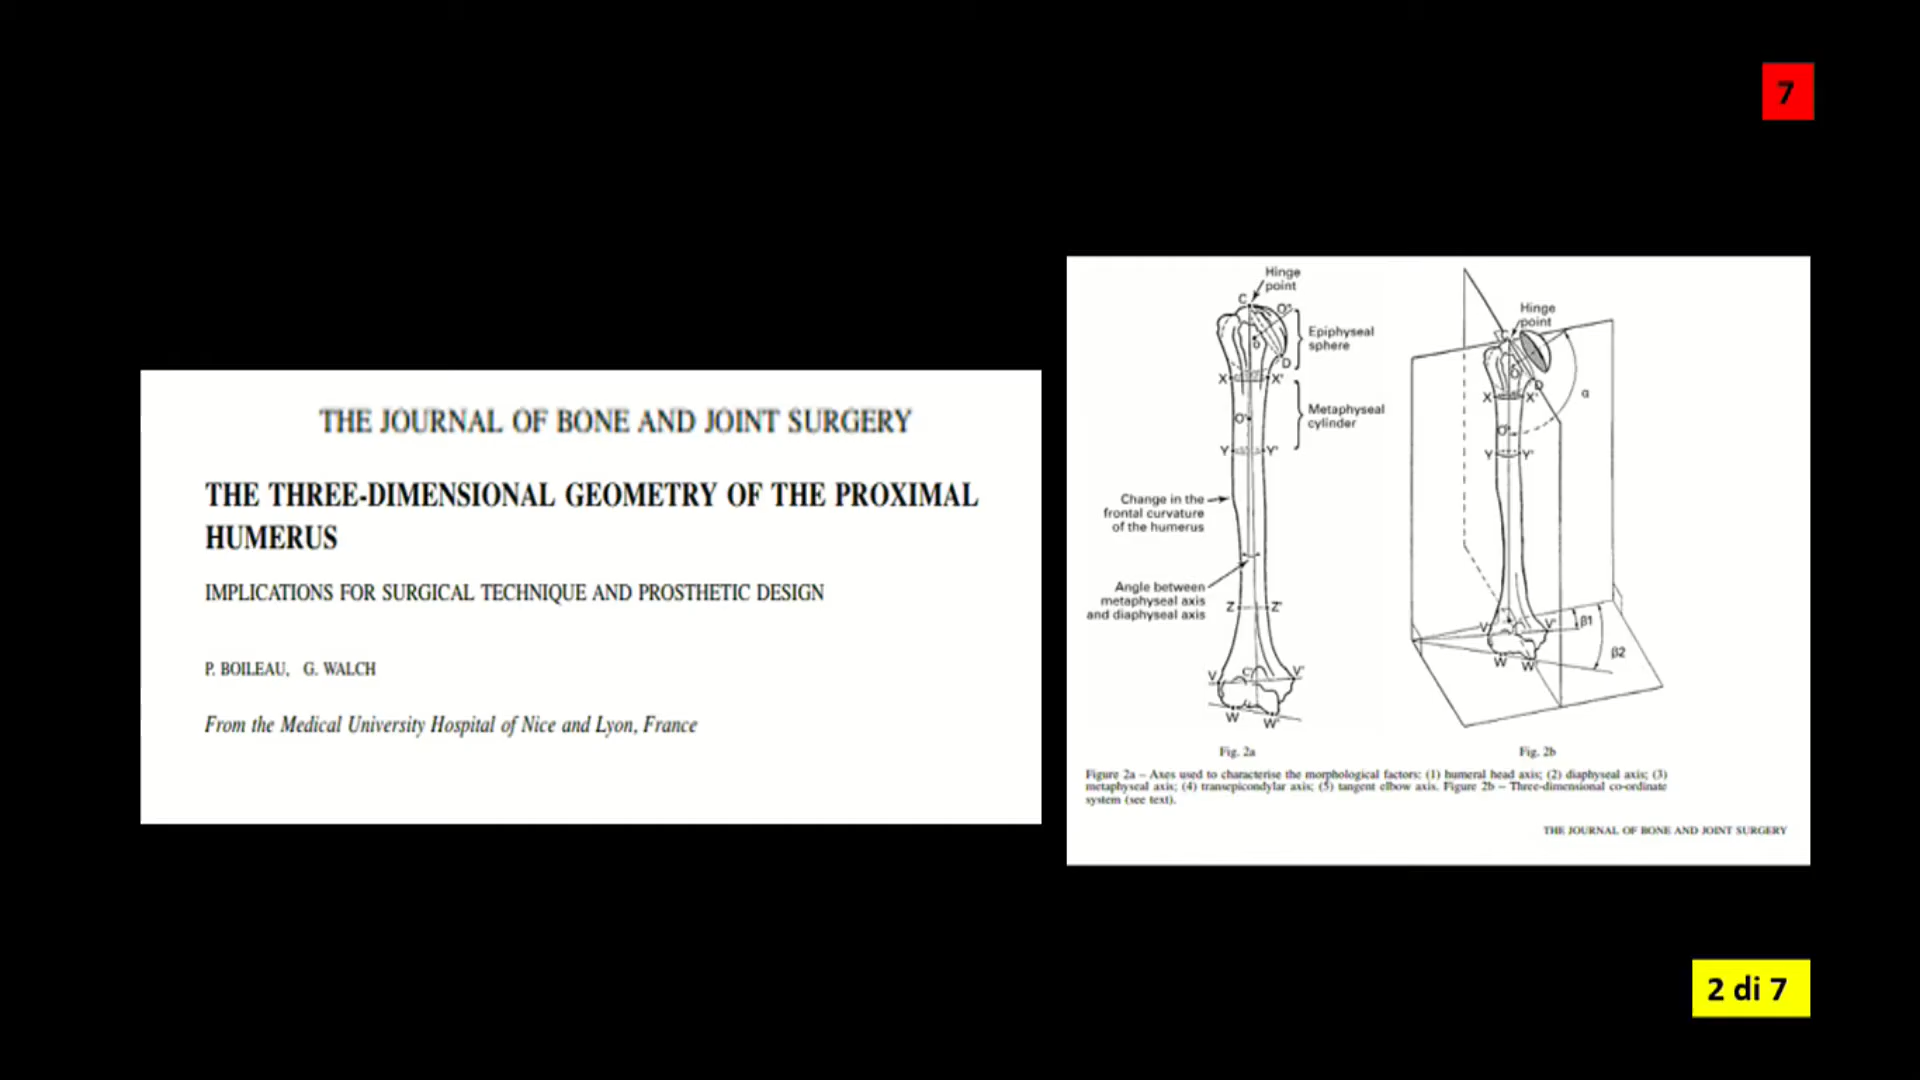 7
THE JOURNAL OF BONE AND JOINT SURGERY
THE THREE-DIMENSIONAL GEOMETRY OF THE PROXIMAL
HUMERUS
IMPLICATIONS FOR SURGICAL TECHNIQUE AND PROSTHETIC DESIGN
P. BOILEAU, G. WALCH
From the Medical University Hospital of Nice and Lyon, France
Hinge
point
C
D
Epiphyseal
sphere
X X'
Metaphyseal
cylinder
Y Y'
Change in the
frontal curvature
of the humerus
Angle between
metaphyseal axis
and diaphyseal axis
Z Z'
V V'
W W'
Fig. 2a
Hinge
point
D
α
X X'
Y Y'
V V'
β1
β2
W W'
Fig. 2b
Figure 2a – Axes used to characterise the morphological factors: (1) humeral head axis; (2) diaphyseal axis; (3)
metaphyseal axis; (4) transepicondylar axis; (5) tangent elbow axis. Figure 2b – Three-dimensional co-ordinate
system (see text).
THE JOURNAL OF BONE AND JOINT SURGERY
2 di 7